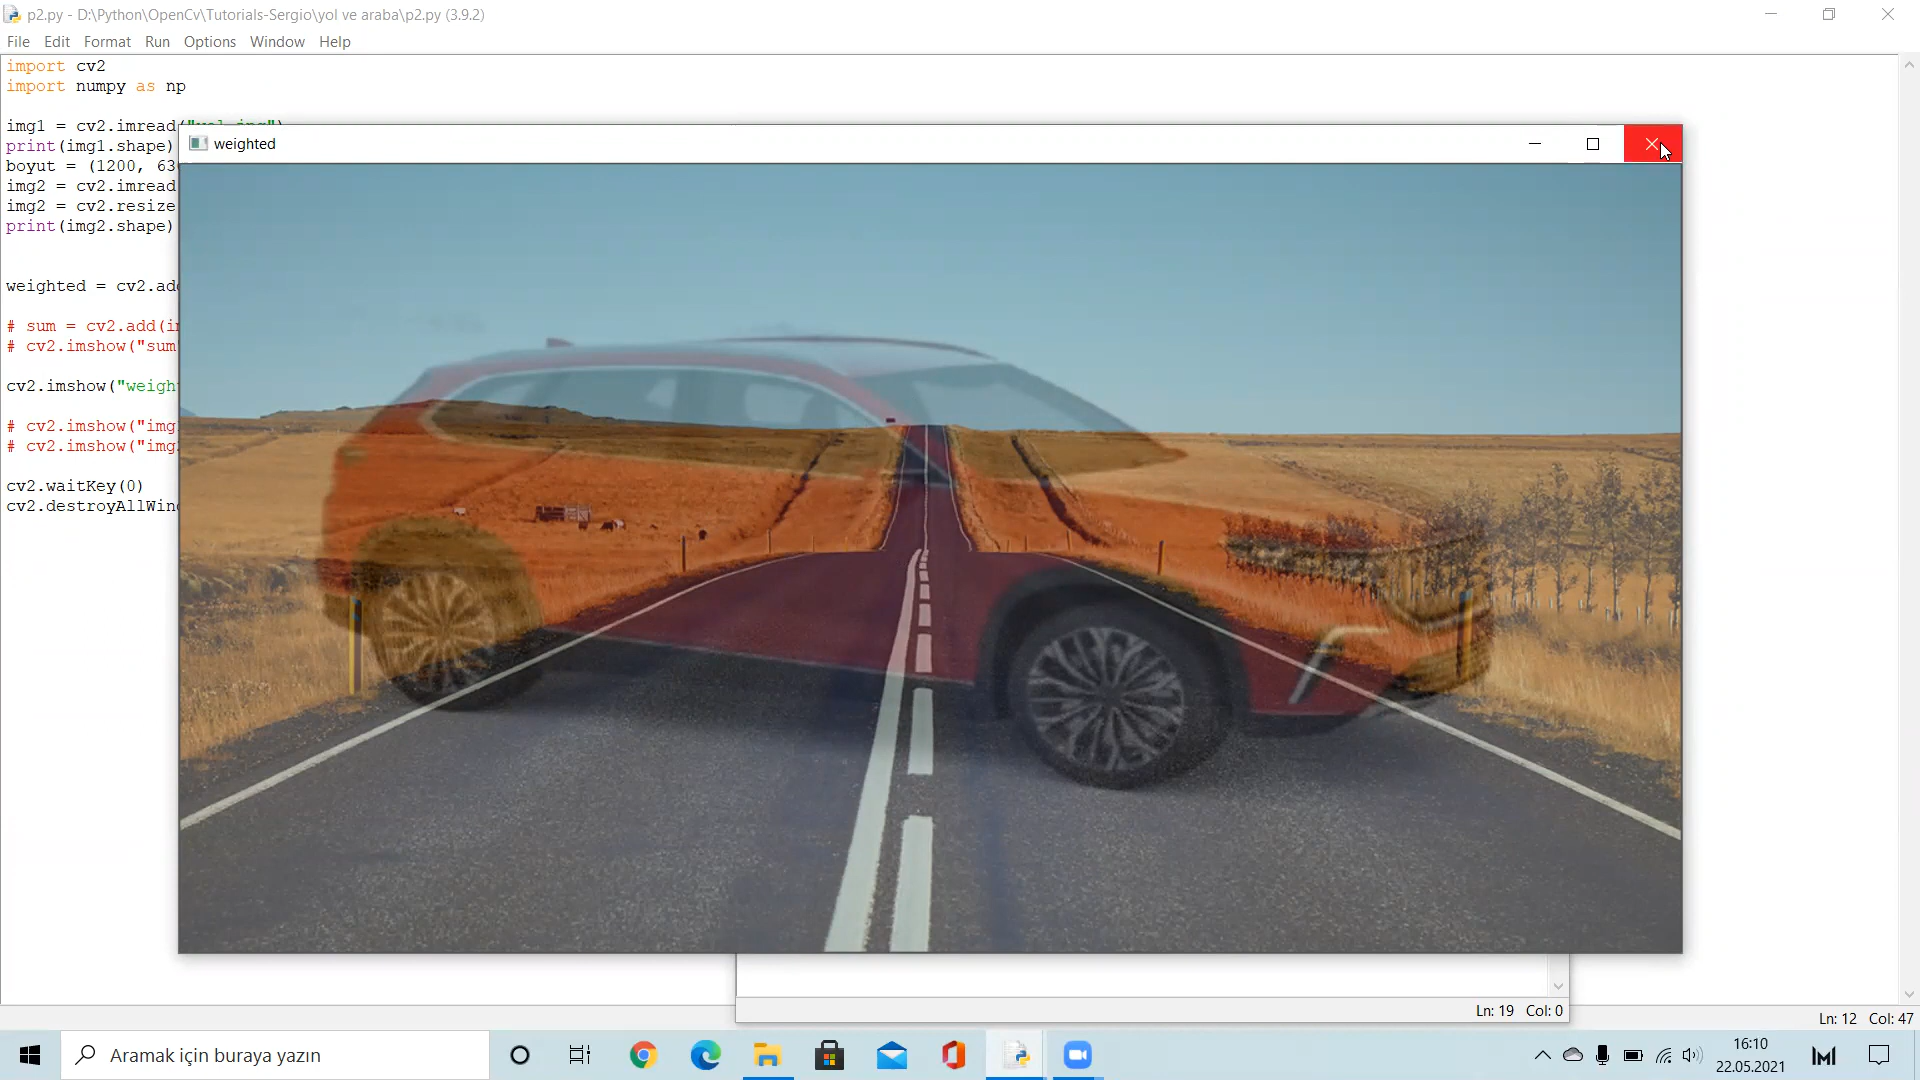 p2.py - D:\Python\OpenCv\Tutorials-Sergio\yol ve araba\p2.py (3.9.2)
File Edit Format Run Options Window Help
import cv2
import numpy as np
img1 = cv2.imread("yol.jpg")
print(img1.shape)
weighted
boyut = (1200, 63
img2 = cv2.imread
img2 = cv2.resize
print(img2.shape)
weighted = cv2.ad
# sum = cv2.add(i
# cv2.imshow("sum
cv2.imshow("weigh
# cv2.imshow("img
# cv2.imshow("img
cv2.waitKey(0)
cv2.destroyAllWin
Ln: 19 Col: 0
Ln: 12 Col: 47
Aramak için buraya yazın
16:10
22.05.2021